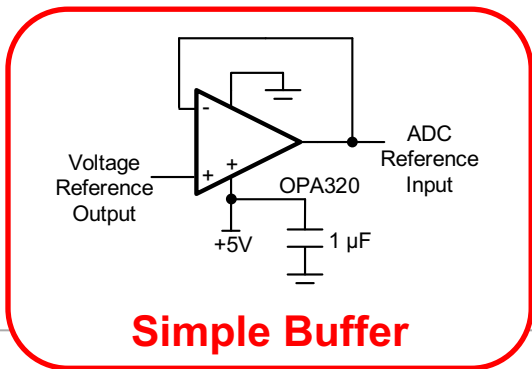 -
+
+
Voltage
Reference
Output
ADC
Reference
Input
OPA320
+5V
1 µF
Simple Buffer